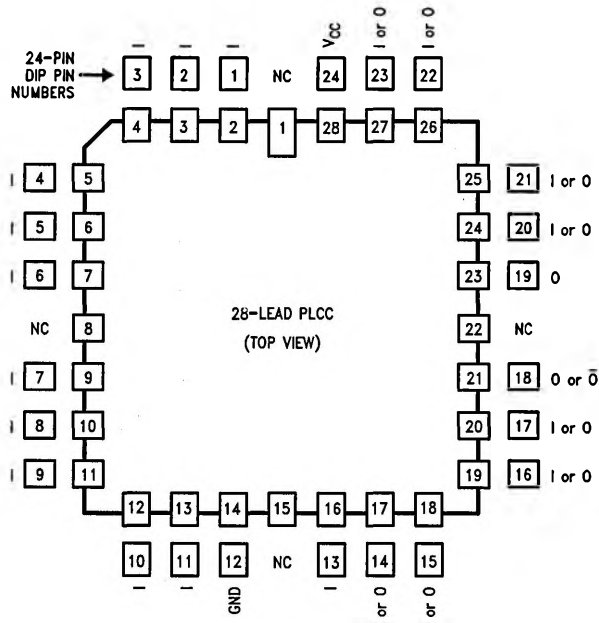 I I I VCC I or O I or O
24-PIN
DIP PIN
NUMBERS
3 2 1 NC 24 23 22
4 3 2 1 28 27 26
I 4 5 25 21 I or O
I 5 6 24 20 I or O
I 6 7 23 19 O
NC 8 22 NC
28-LEAD PLCC
(TOP VIEW)
I 7 9 21 18 O or O̅
I 8 10 20 17 I or O
I 9 11 19 16 I or O
12 13 14 15 16 17 18
10 11 12 NC 13 14 15
I I GND I or O or O